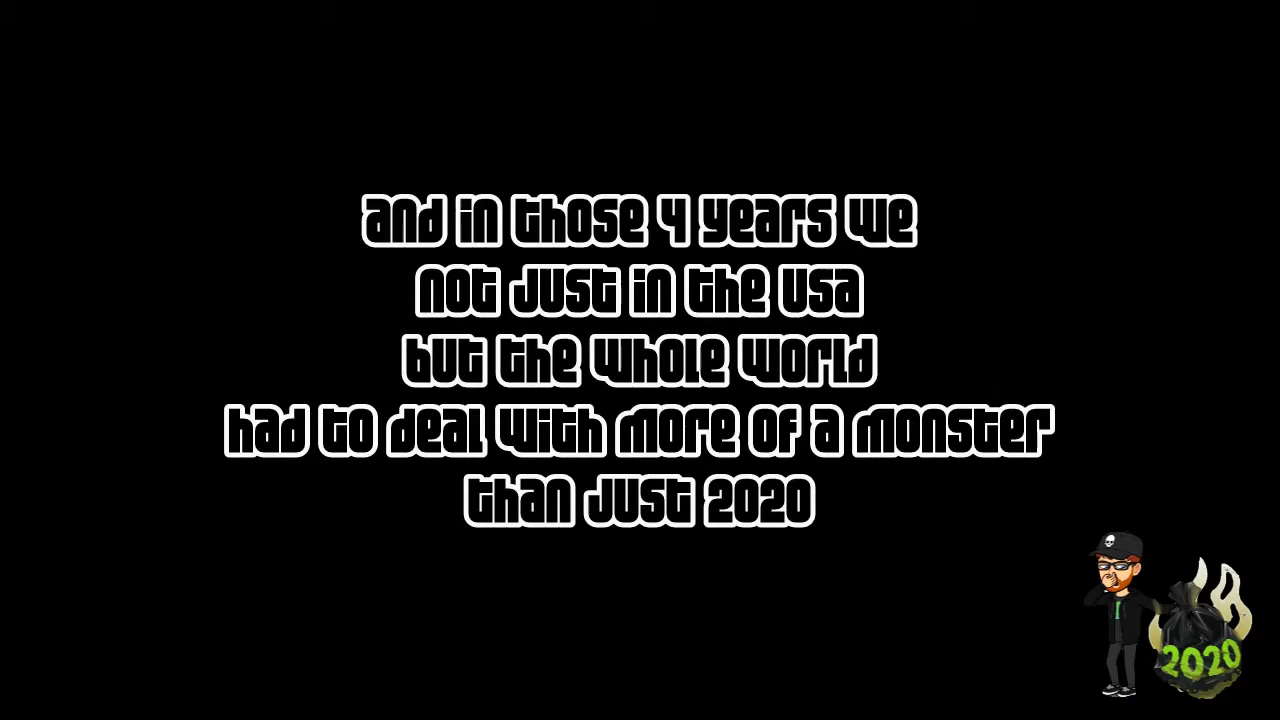 and in those 4 years we
not just in the usa
but the whole world
had to deal with more of a monster
than just 2020
2020